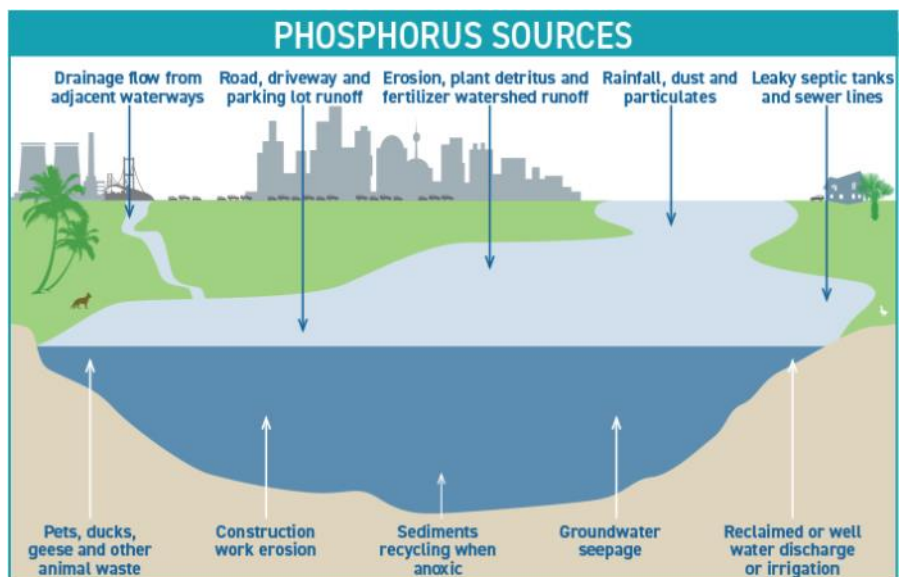 PHOSPHORUS SOURCES
Drainage flow from
adjacent waterways
Road, driveway and
parking lot runoff
Erosion, plant detritus and
fertilizer watershed runoff
Rainfall, dust and
particulates
Leaky septic tanks
and sewer lines
Pets, ducks,
geese and other
animal waste
Construction
work erosion
Sediments
recycling when
anoxic
Groundwater
seepage
Reclaimed or well
water discharge
or irrigation